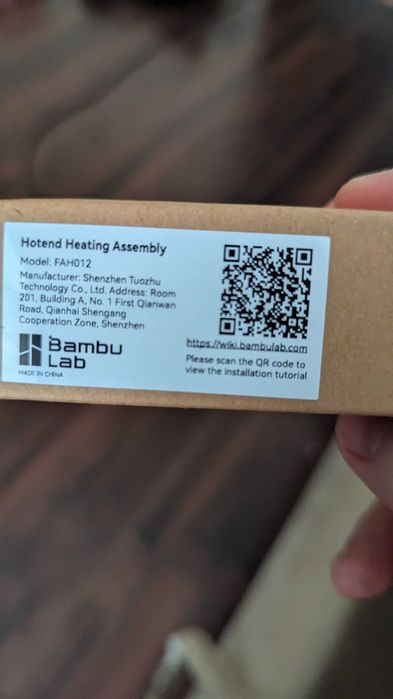 Hotend Heating Assembly
Model: FAH012
Manufacturer: Shenzhen Tuozhu
Technology Co., Ltd. Address: Room
201, Building A, No. 1 First Qianwan
Road, Qianhai Shengang
Cooperation Zone, Shenzhen
Bambu
Lab
MADE IN CHINA
https://wiki.bambulab.com
Please scan the QR code to
view the installation tutorial